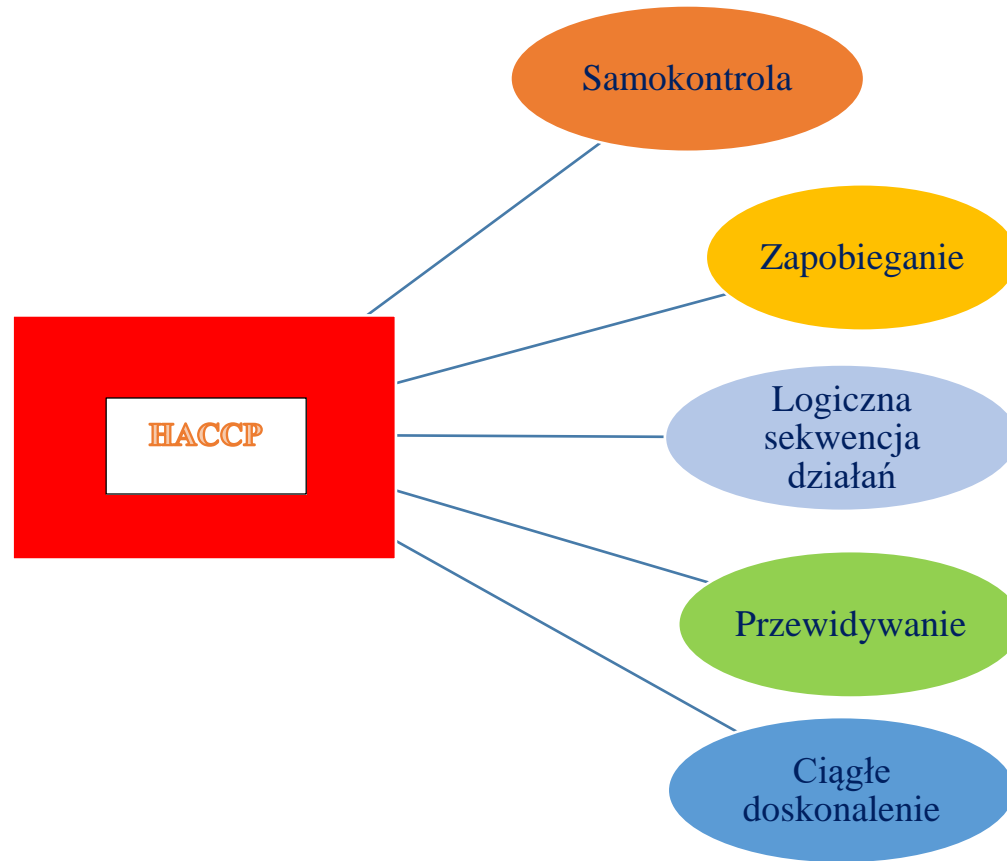 Samokontrola
Zapobieganie
HACCP
Logiczna
sekwencja
działań
Przewidywanie
Ciągłe
doskonalenie